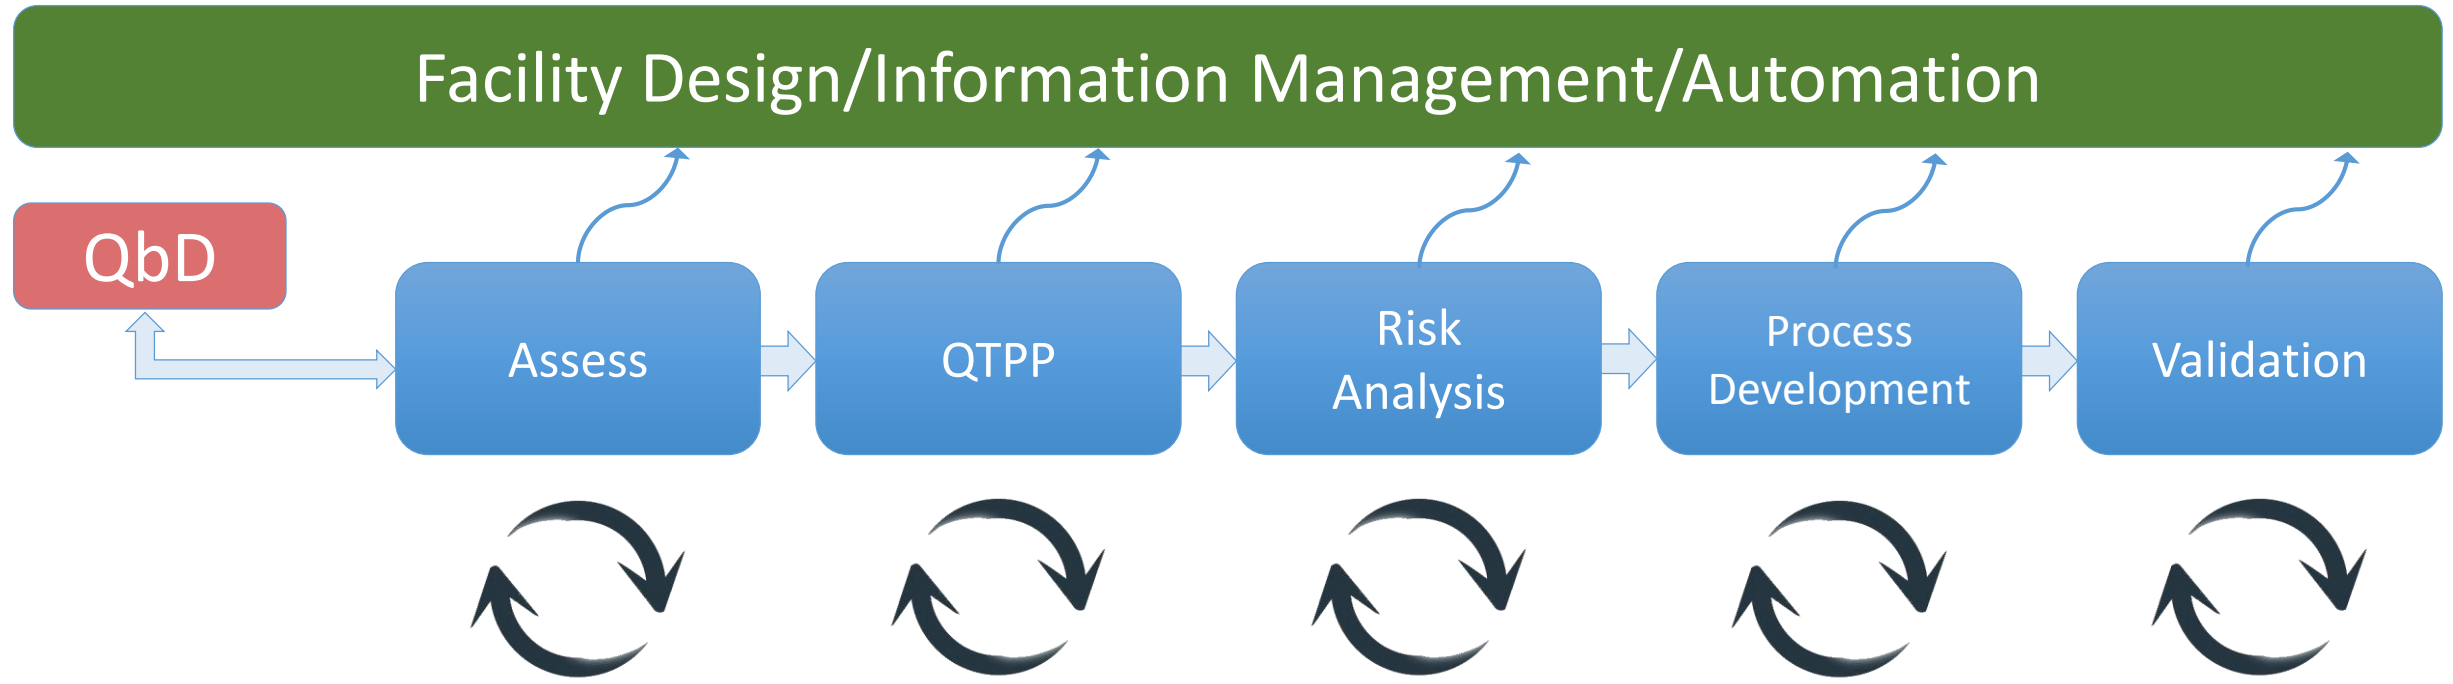 Facility Design/Information Management/Automation
QbD
Assess
QTPP
Risk
Analysis
Process
Development
Validation